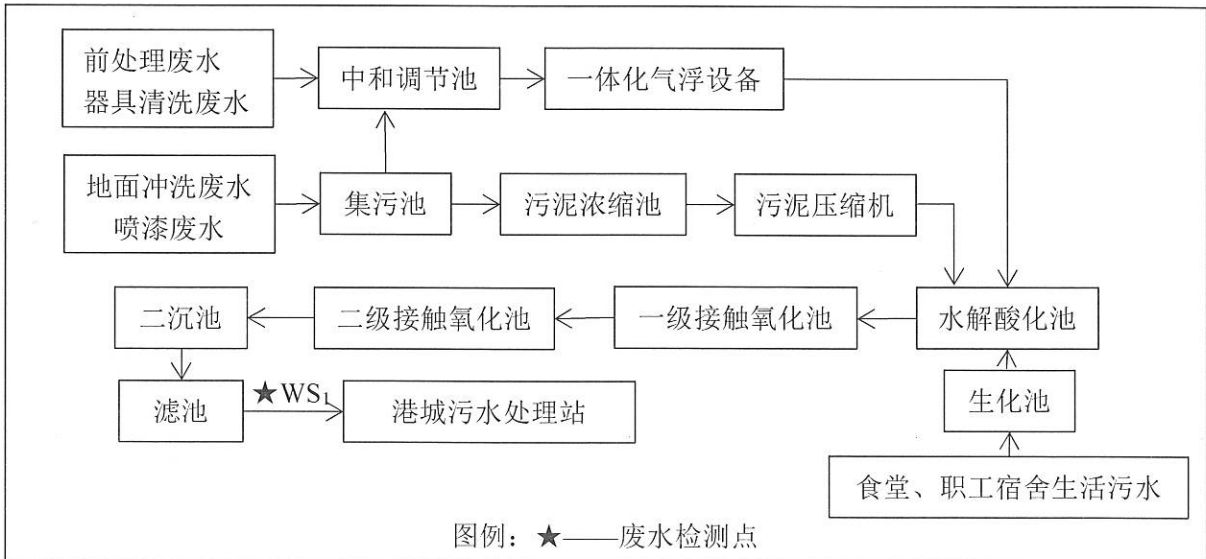 前处理废水
器具清洗废水
中和调节池
一体化气浮设备
地面冲洗废水
喷漆废水
集污池
污泥浓缩池
污泥压缩机
二沉池
二级接触氧化池
一级接触氧化池
水解酸化池
滤池
★WS₁
港城污水处理站
生化池
食堂、职工宿舍生活污水
图例：★——废水检测点